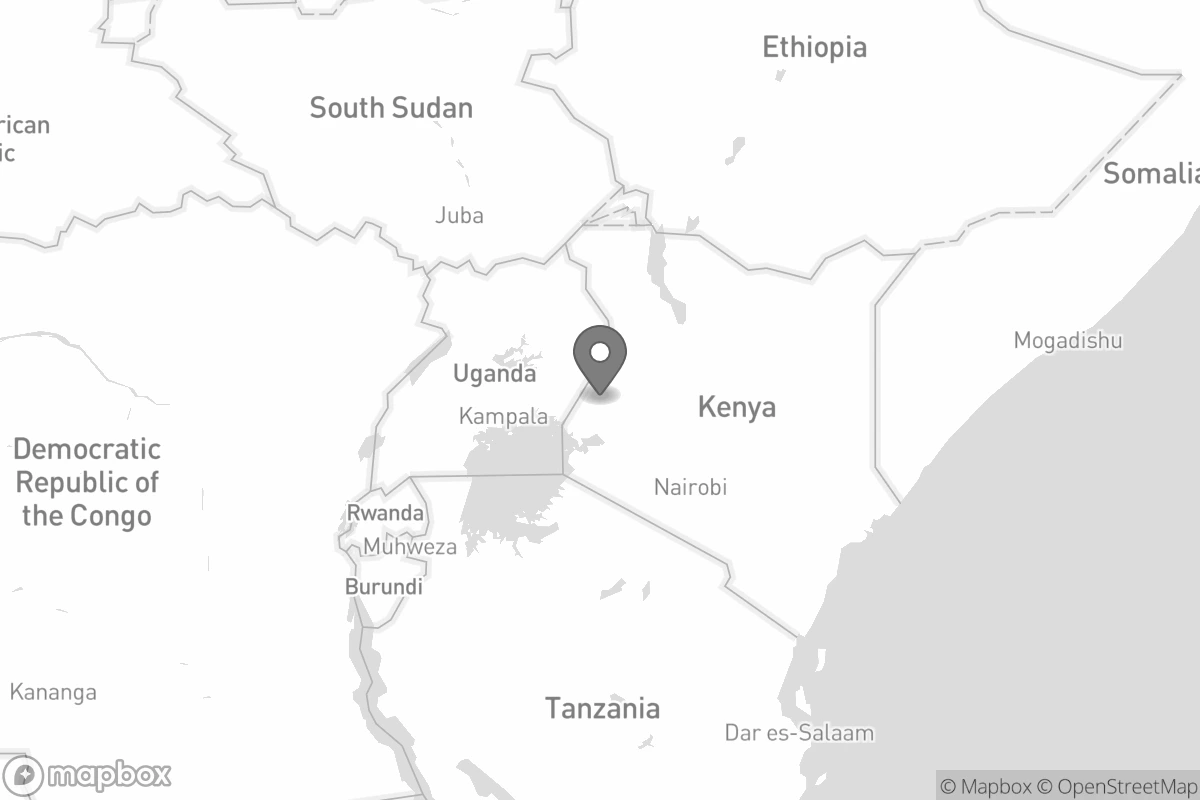 Ethiopia
South Sudan
rican
ic
Somalia
Juba
Mogadishu
Uganda
Kampala
Kenya
Democratic
Republic of
the Congo
Nairobi
Rwanda
Muhweza
Burundi
Kananga
Tanzania
Dar es-Salaam
mapbox
© Mapbox © OpenStreetMap